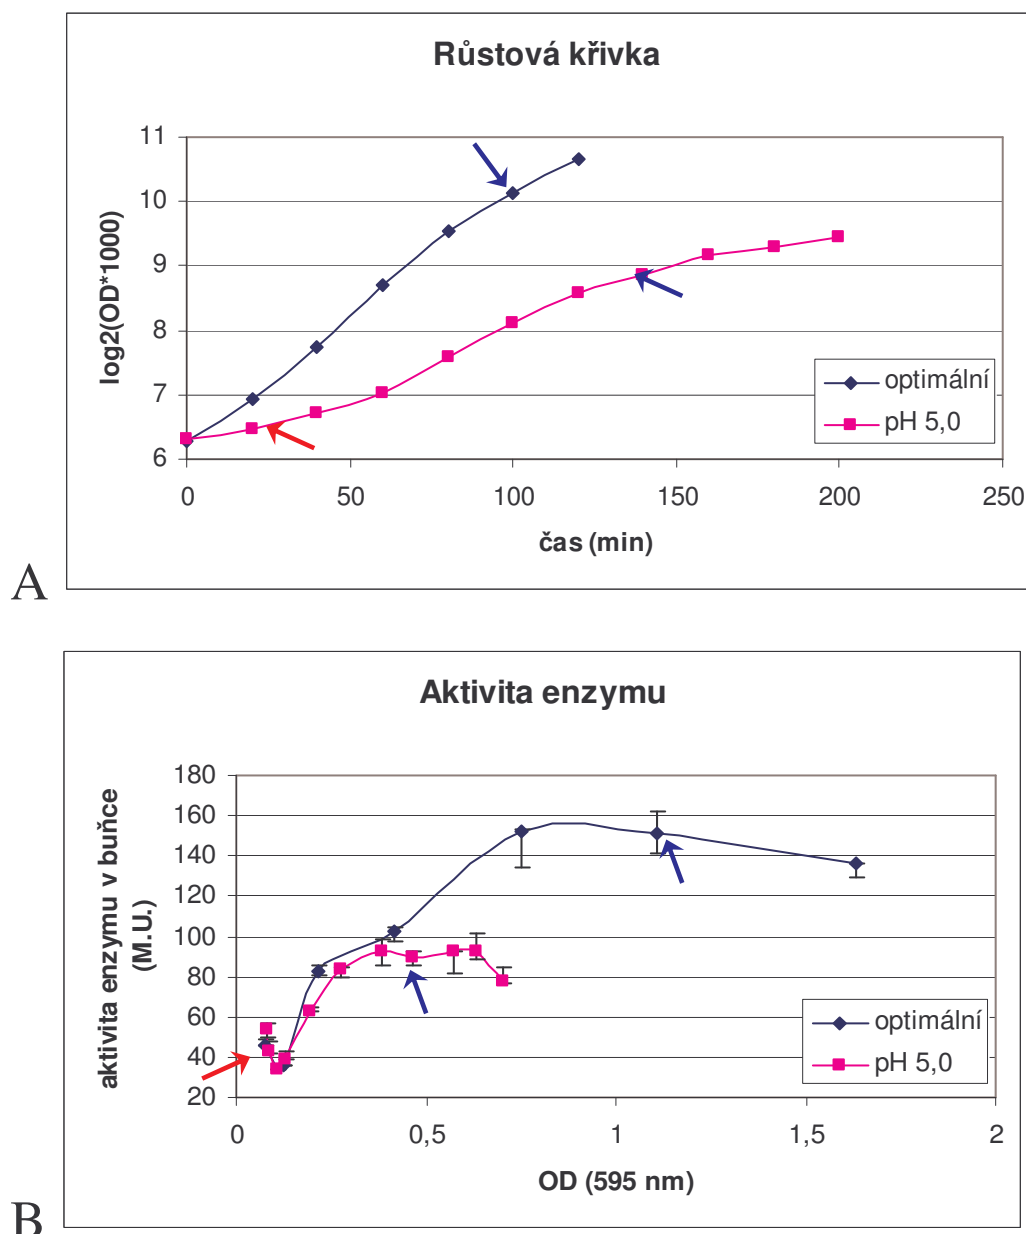 Růstová křivka
11
10
9
8
7
6
log2(OD*1000)
0 50 100 150 200 250
čas (min)
optimální
pH 5,0
A
Aktivita enzymu
180
160
140
120
100
80
60
40
20
aktivita enzymu v buňce
(M.U.)
0 0,5 1 1,5 2
OD (595 nm)
optimální
pH 5,0
B